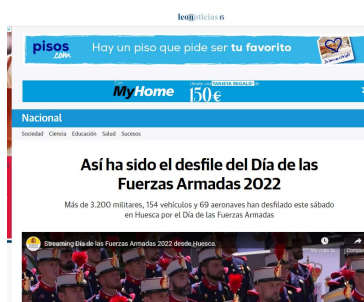 leonoticias
pisos
.com
Hay un piso que pide ser tu favorito
MyHome
TARJETA REGALO
150€
Nacional
Sociedad Ciencia Educación Salud Sucesos
Así ha sido el desfile del Día de las
Fuerzas Armadas 2022
Más de 3.200 militares, 154 vehículos y 69 aeronaves han desfilado este sábado
en Huesca por el Día de las Fuerzas Armadas
Streaming Día de las Fuerzas Armadas 2022 desde Huesca.